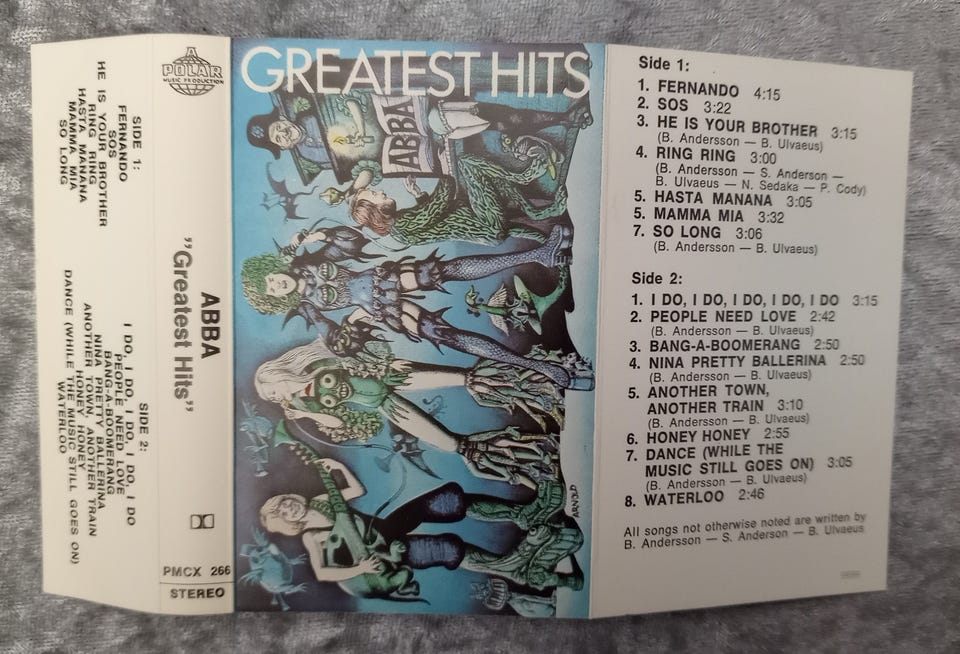 SIDE 1:
FERNANDO
SOS
HE IS YOUR BROTHER
RING RING
HASTA MANANA
MAMMA MIA
SO LONG
SIDE 2:
I DO, I DO, I DO, I DO, I DO
PEOPLE NEED LOVE
BANG-A-BOOMERANG
NINA PRETTY BALLERINA
ANOTHER TOWN, ANOTHER TRAIN
HONEY HONEY
DANCE (WHILE THE MUSIC STILL GOES ON)
WATERLOO
POLAR
MUSIC PRODUCTION
ABBA
"Greatest Hits"
PMCX 266
STEREO
GREATEST HITS
ABBA
ARNOLD
Side 1:
1. FERNANDO 4:15
2. SOS 3:22
3. HE IS YOUR BROTHER 3:15
(B. Andersson — B. Ulvaeus)
4. RING RING 3:00
(B. Andersson — S. Anderson —
B. Ulvaeus — N. Sedaka — P. Cody)
5. HASTA MANANA 3:05
5. MAMMA MIA 3:32
7. SO LONG 3:06
(B. Andersson — B. Ulvaeus)
Side 2:
1. I DO, I DO, I DO, I DO, I DO 3:15
2. PEOPLE NEED LOVE 2:42
(B. Andersson — B. Ulvaeus)
3. BANG-A-BOOMERANG 2:50
4. NINA PRETTY BALLERINA 2:50
(B. Andersson — B. Ulvaeus)
5. ANOTHER TOWN,
ANOTHER TRAIN 3:10
(B. Andersson — B. Ulvaeus)
6. HONEY HONEY 2:55
7. DANCE (WHILE THE
MUSIC STILL GOES ON) 3:05
(B. Andersson — B. Ulvaeus)
8. WATERLOO 2:46
All songs not otherwise noted are written by
B. Andersson — S. Anderson — B. Ulvaeus